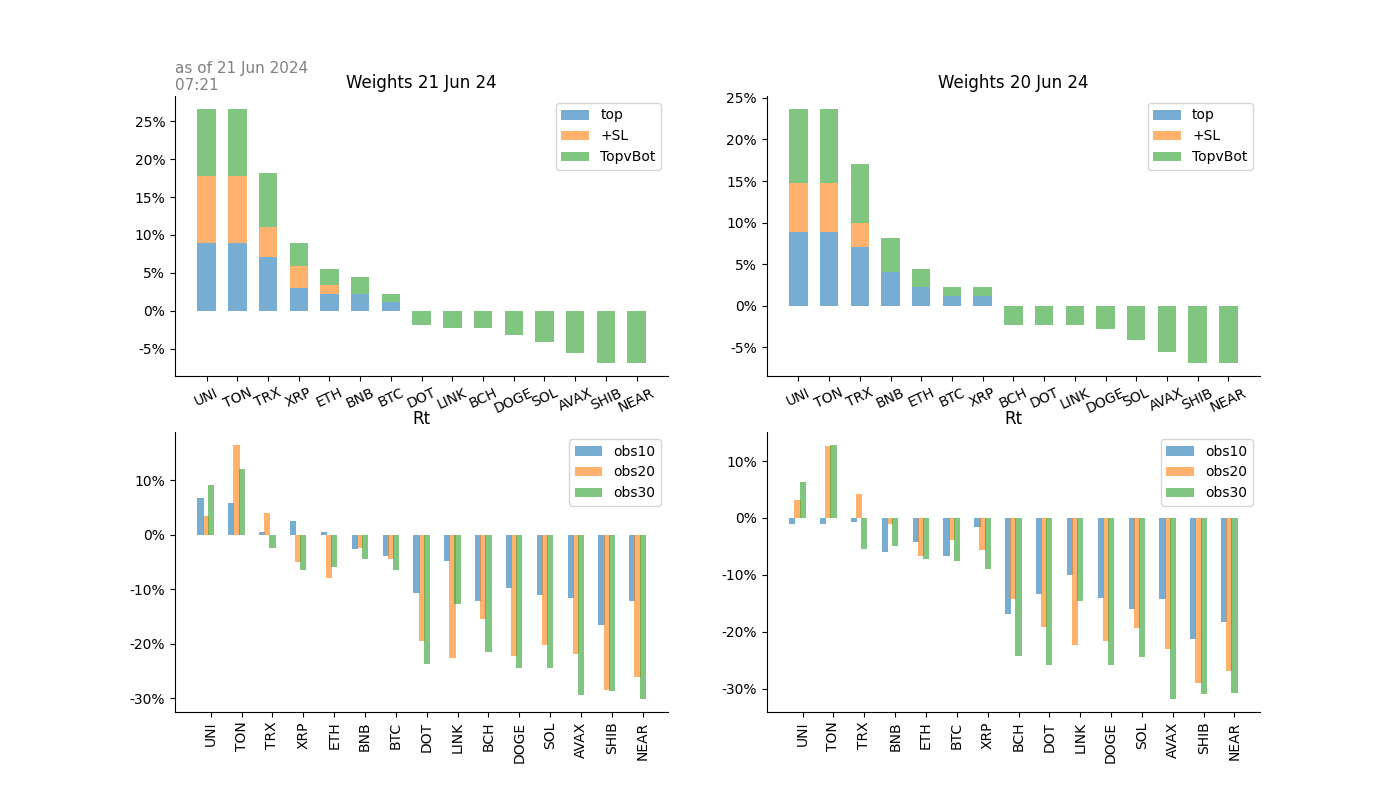 as of 21 Jun 2024
07:21
Weights 21 Jun 24
25%
20%
15%
10%
5%
0%
-5%
top
+SL
TopvBot
UNI TON TRX XRP ETH BNB BTC DOT LINK BCH DOGE SOL AVAX SHIB NEAR
Weights 20 Jun 24
25%
20%
15%
10%
5%
0%
-5%
top
+SL
TopvBot
UNI TON TRX BNB ETH BTC XRP BCH DOT LINK DOGE SOL AVAX SHIB NEAR
Rt
10%
0%
-10%
-20%
-30%
obs10
obs20
obs30
UNI TON TRX XRP ETH BNB BTC DOT LINK BCH DOGE SOL AVAX SHIB NEAR
Rt
10%
0%
-10%
-20%
-30%
obs10
obs20
obs30
UNI TON TRX BNB ETH BTC XRP BCH DOT LINK DOGE SOL AVAX SHIB NEAR